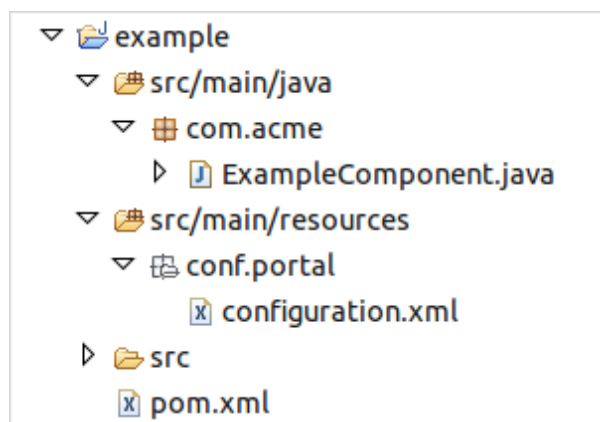 example
src/main/java
com.acme
ExampleComponent.java
src/main/resources
conf.portal
configuration.xml
src
pom.xml